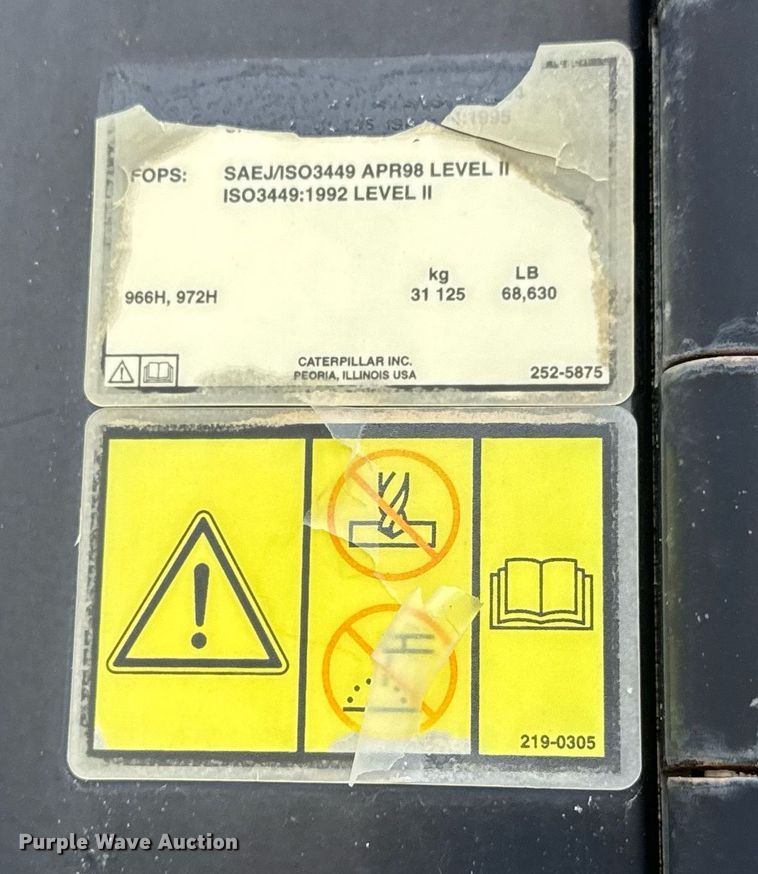 FOPS: SAEJ/ISO3449 APR98 LEVEL II
ISO3449:1992 LEVEL II
kg LB
966H, 972H 31 125 68,630
CATERPILLAR INC.
PEORIA, ILLINOIS USA
252-5875
219-0305
Purple Wave Auction